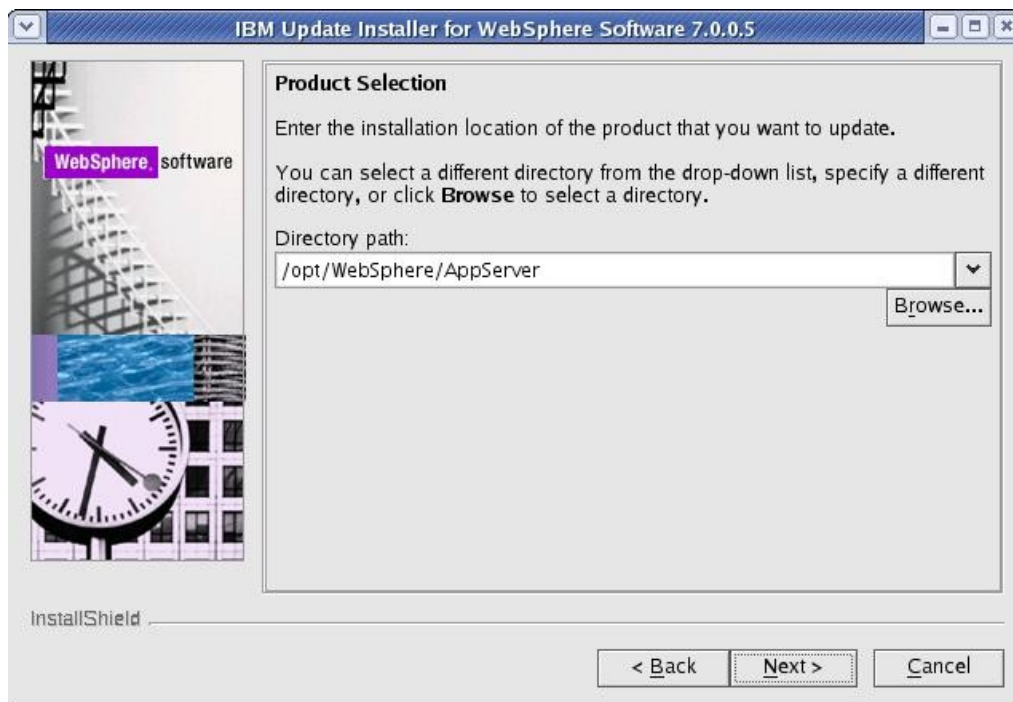 IBM Update Installer for WebSphere Software 7.0.0.5
WebSphere. software
Product Selection
Enter the installation location of the product that you want to update.
You can select a different directory from the drop-down list, specify a different
directory, or click Browse to select a directory.
Directory path:
/opt/WebSphere/AppServer
Browse...
InstallShield
< Back
Next >
Cancel